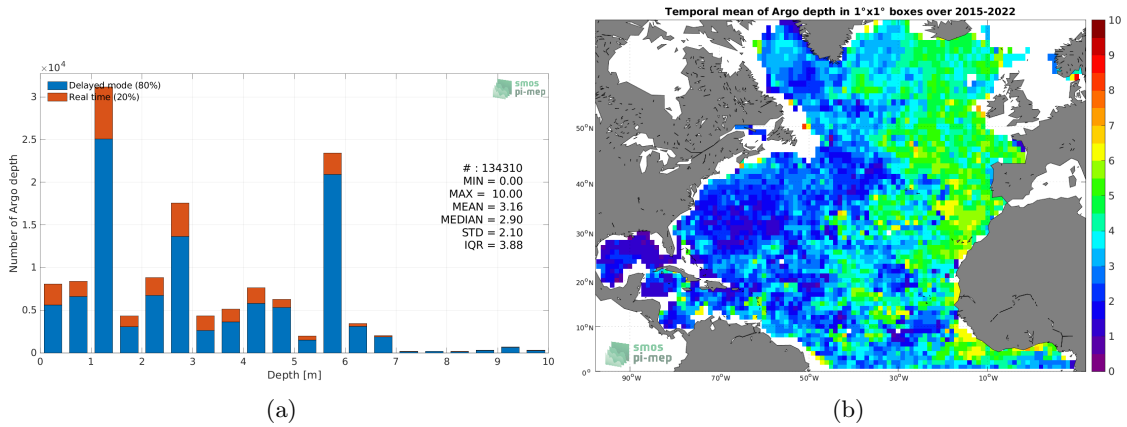 ×10⁴
Delayed mode (80%)
Real time (20%)
smos
pi-mep
# : 134310
MIN = 0.00
MAX = 10.00
MEAN = 3.16
MEDIAN = 2.90
STD = 2.10
IQR = 3.88
Number of Argo depth
3
2.5
2
1.5
1
0.5
0
0 1 2 3 4 5 6 7 8 9 10
Depth [m]
(a)
Temporal mean of Argo depth in 1°x1° boxes over 2015-2022
50°N
40°N
30°N
20°N
10°N
0°
90°W 70°W 50°W 30°W 10°W
smos
pi-mep
10
9
8
7
6
5
4
3
2
1
0
(b)